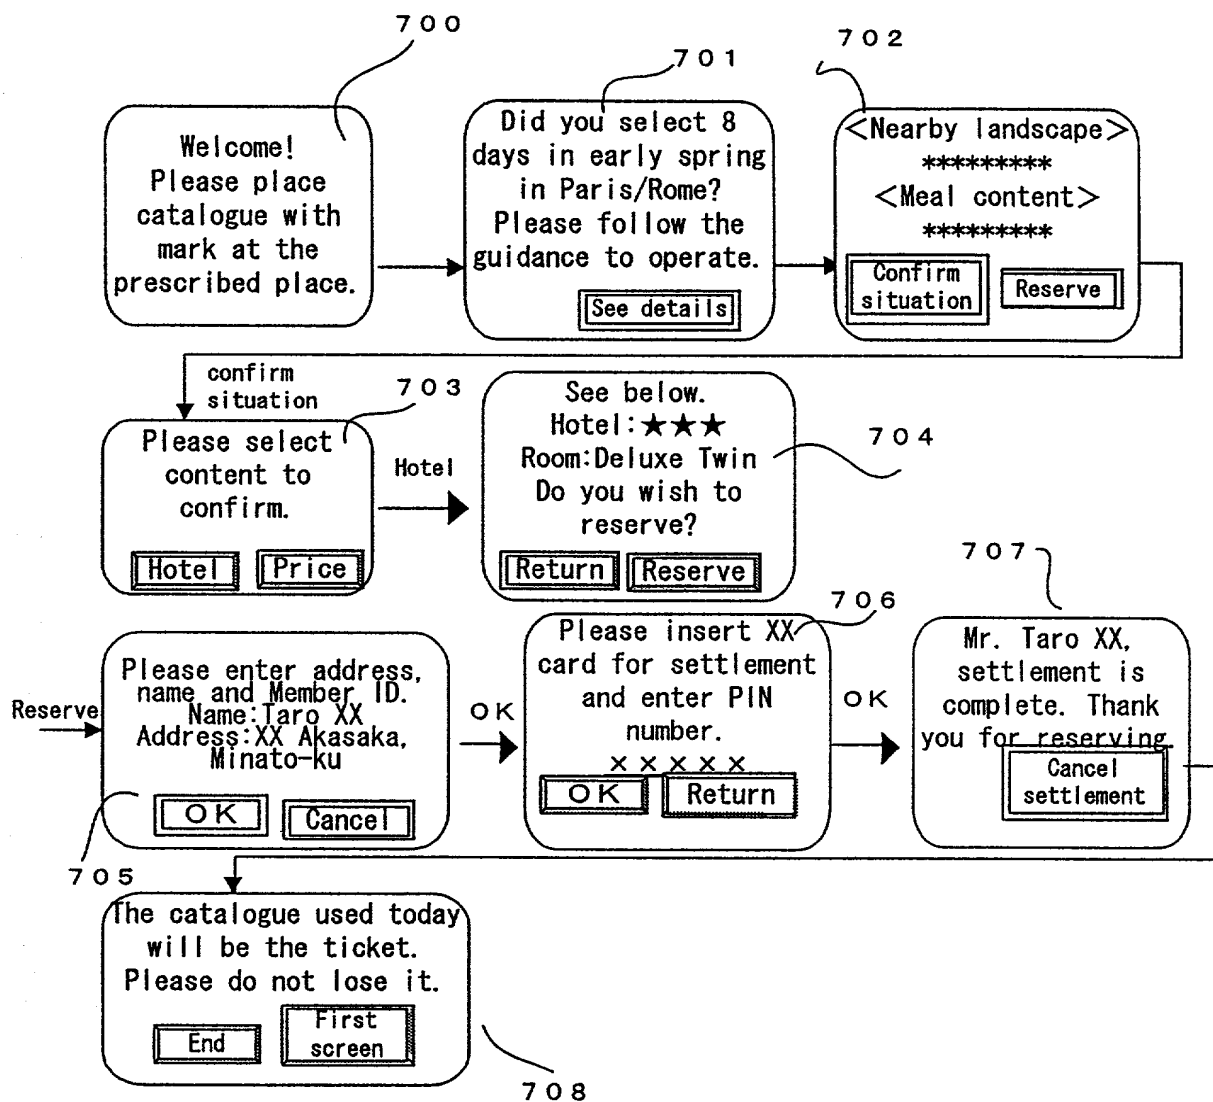 700
Welcome!
Please place
catalogue with
mark at the
prescribed place.
701
Did you select 8
days in early spring
in Paris/Rome?
Please follow the
guidance to operate.
See details
702
<Nearby landscape>
*********
<Meal content>
*********
Confirm
situation
Reserve
confirm
situation
703
Please select
content to
confirm.
Hotel
Price
Hotel
704
See below.
Hotel:★★★
Room:Deluxe Twin
Do you wish to
reserve?
Return
Reserve
Reserve
705
Please enter address,
name and Member ID.
Name:Taro XX
Address:XX Akasaka,
Minato-ku
OK
Cancel
OK
706
Please insert XX
card for settlement
and enter PIN
number.
×××××
OK
Return
OK
707
Mr. Taro XX,
settlement is
complete. Thank
you for reserving.
Cancel
settlement
The catalogue used today
will be the ticket.
Please do not lose it.
End
First
screen
708